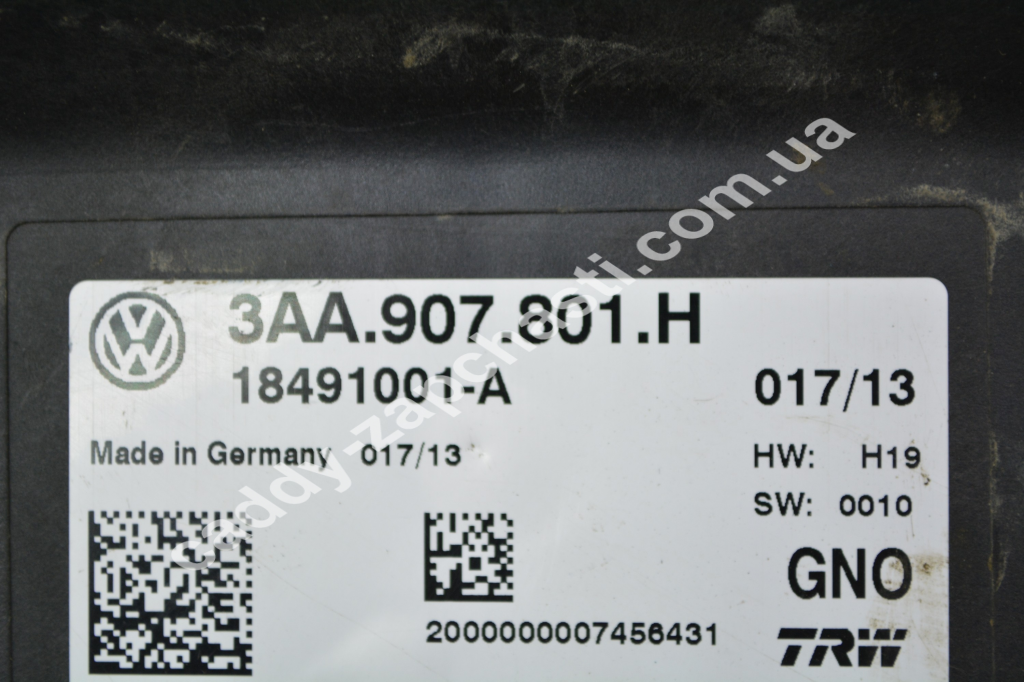 3AA.907.801.H
18491001-A 017/13
Made in Germany 017/13 HW: H19
SW: 0010
GNO
2000000007456431 TRW
caddy-zapchasti.com.ua